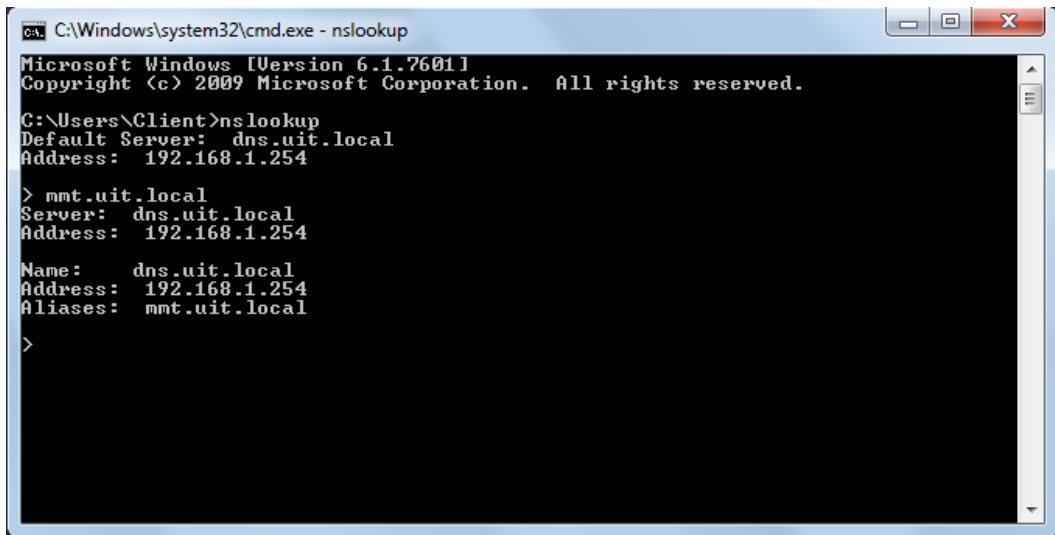 C:\Windows\system32\cmd.exe - nslookup
Microsoft Windows [Version 6.1.7601]
Copyright (c) 2009 Microsoft Corporation.  All rights reserved.
C:\Users\Client>nslookup
Default Server:  dns.uit.local
Address:  192.168.1.254
> mmt.uit.local
Server:  dns.uit.local
Address:  192.168.1.254
Name:    dns.uit.local
Address:  192.168.1.254
Aliases:  mmt.uit.local
>